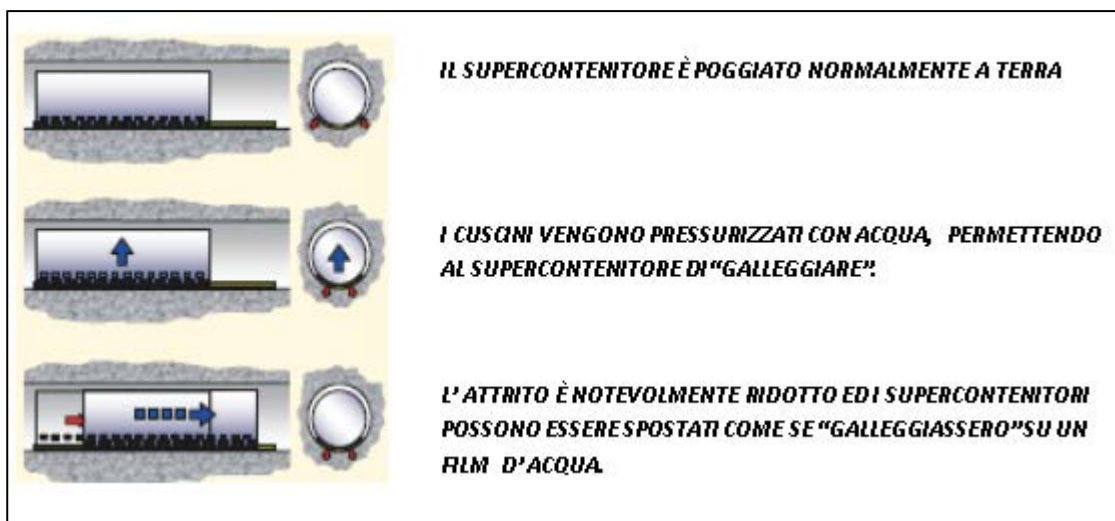 IL SUPERCONTENITORE È POGGIATO NORMALMENTE A TERRA
I CUSCINI VENGONO PRESSURIZZATI CON ACQUA, PERMETTENDO
AL SUPERCONTENITORE DI "GALLEGGIARE".
L' ATTRITO È NOTEVOLMENTE RIDOTTO ED I SUPERCONTENITORI
POSSONO ESSERE SPOSTATI COME SE "GALLEGGIASSERO" SU UN
FILM D'ACQUA.